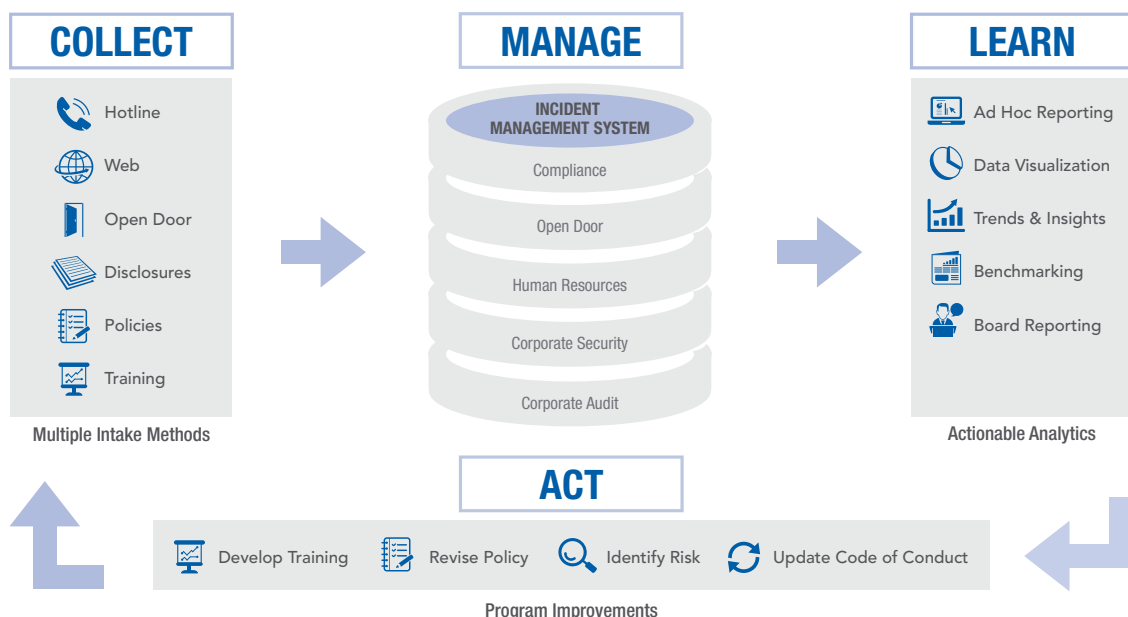 COLLECT
Hotline
Web
Open Door
Disclosures
Policies
Training
Multiple Intake Methods
MANAGE
INCIDENT
MANAGEMENT SYSTEM
Compliance
Open Door
Human Resources
Corporate Security
Corporate Audit
LEARN
Ad Hoc Reporting
Data Visualization
Trends & Insights
Benchmarking
Board Reporting
Actionable Analytics
ACT
Develop Training
Revise Policy
Identify Risk
Update Code of Conduct
Program Improvements